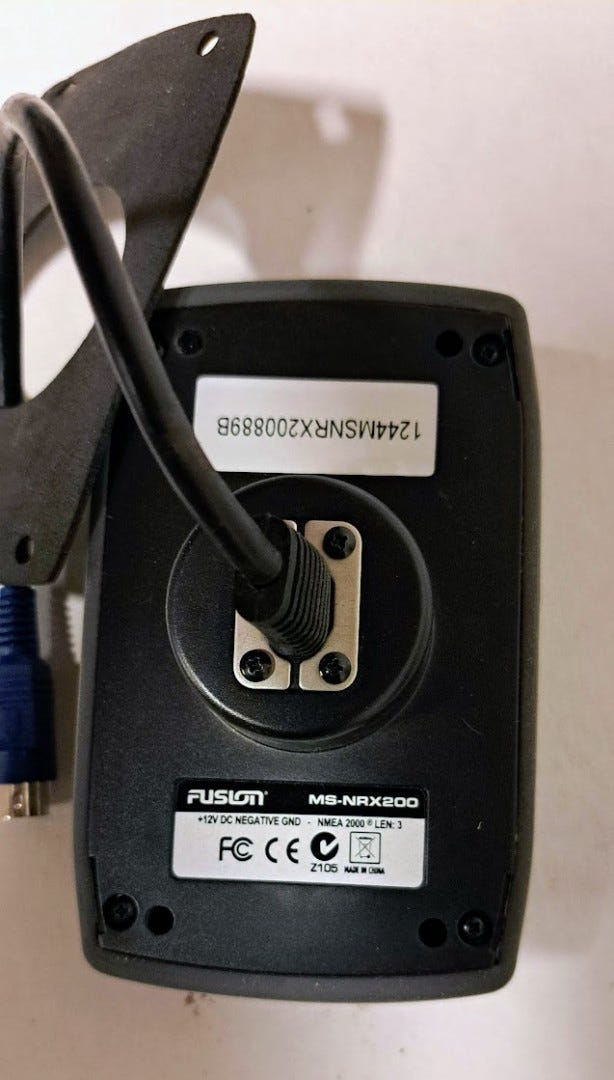 1244MSNRX200889B
FUSION® MS-NRX200
+12V DC NEGATIVE GND - NMEA 2000 ® LEN: 3
FC CE
Z105 MADE IN CHINA